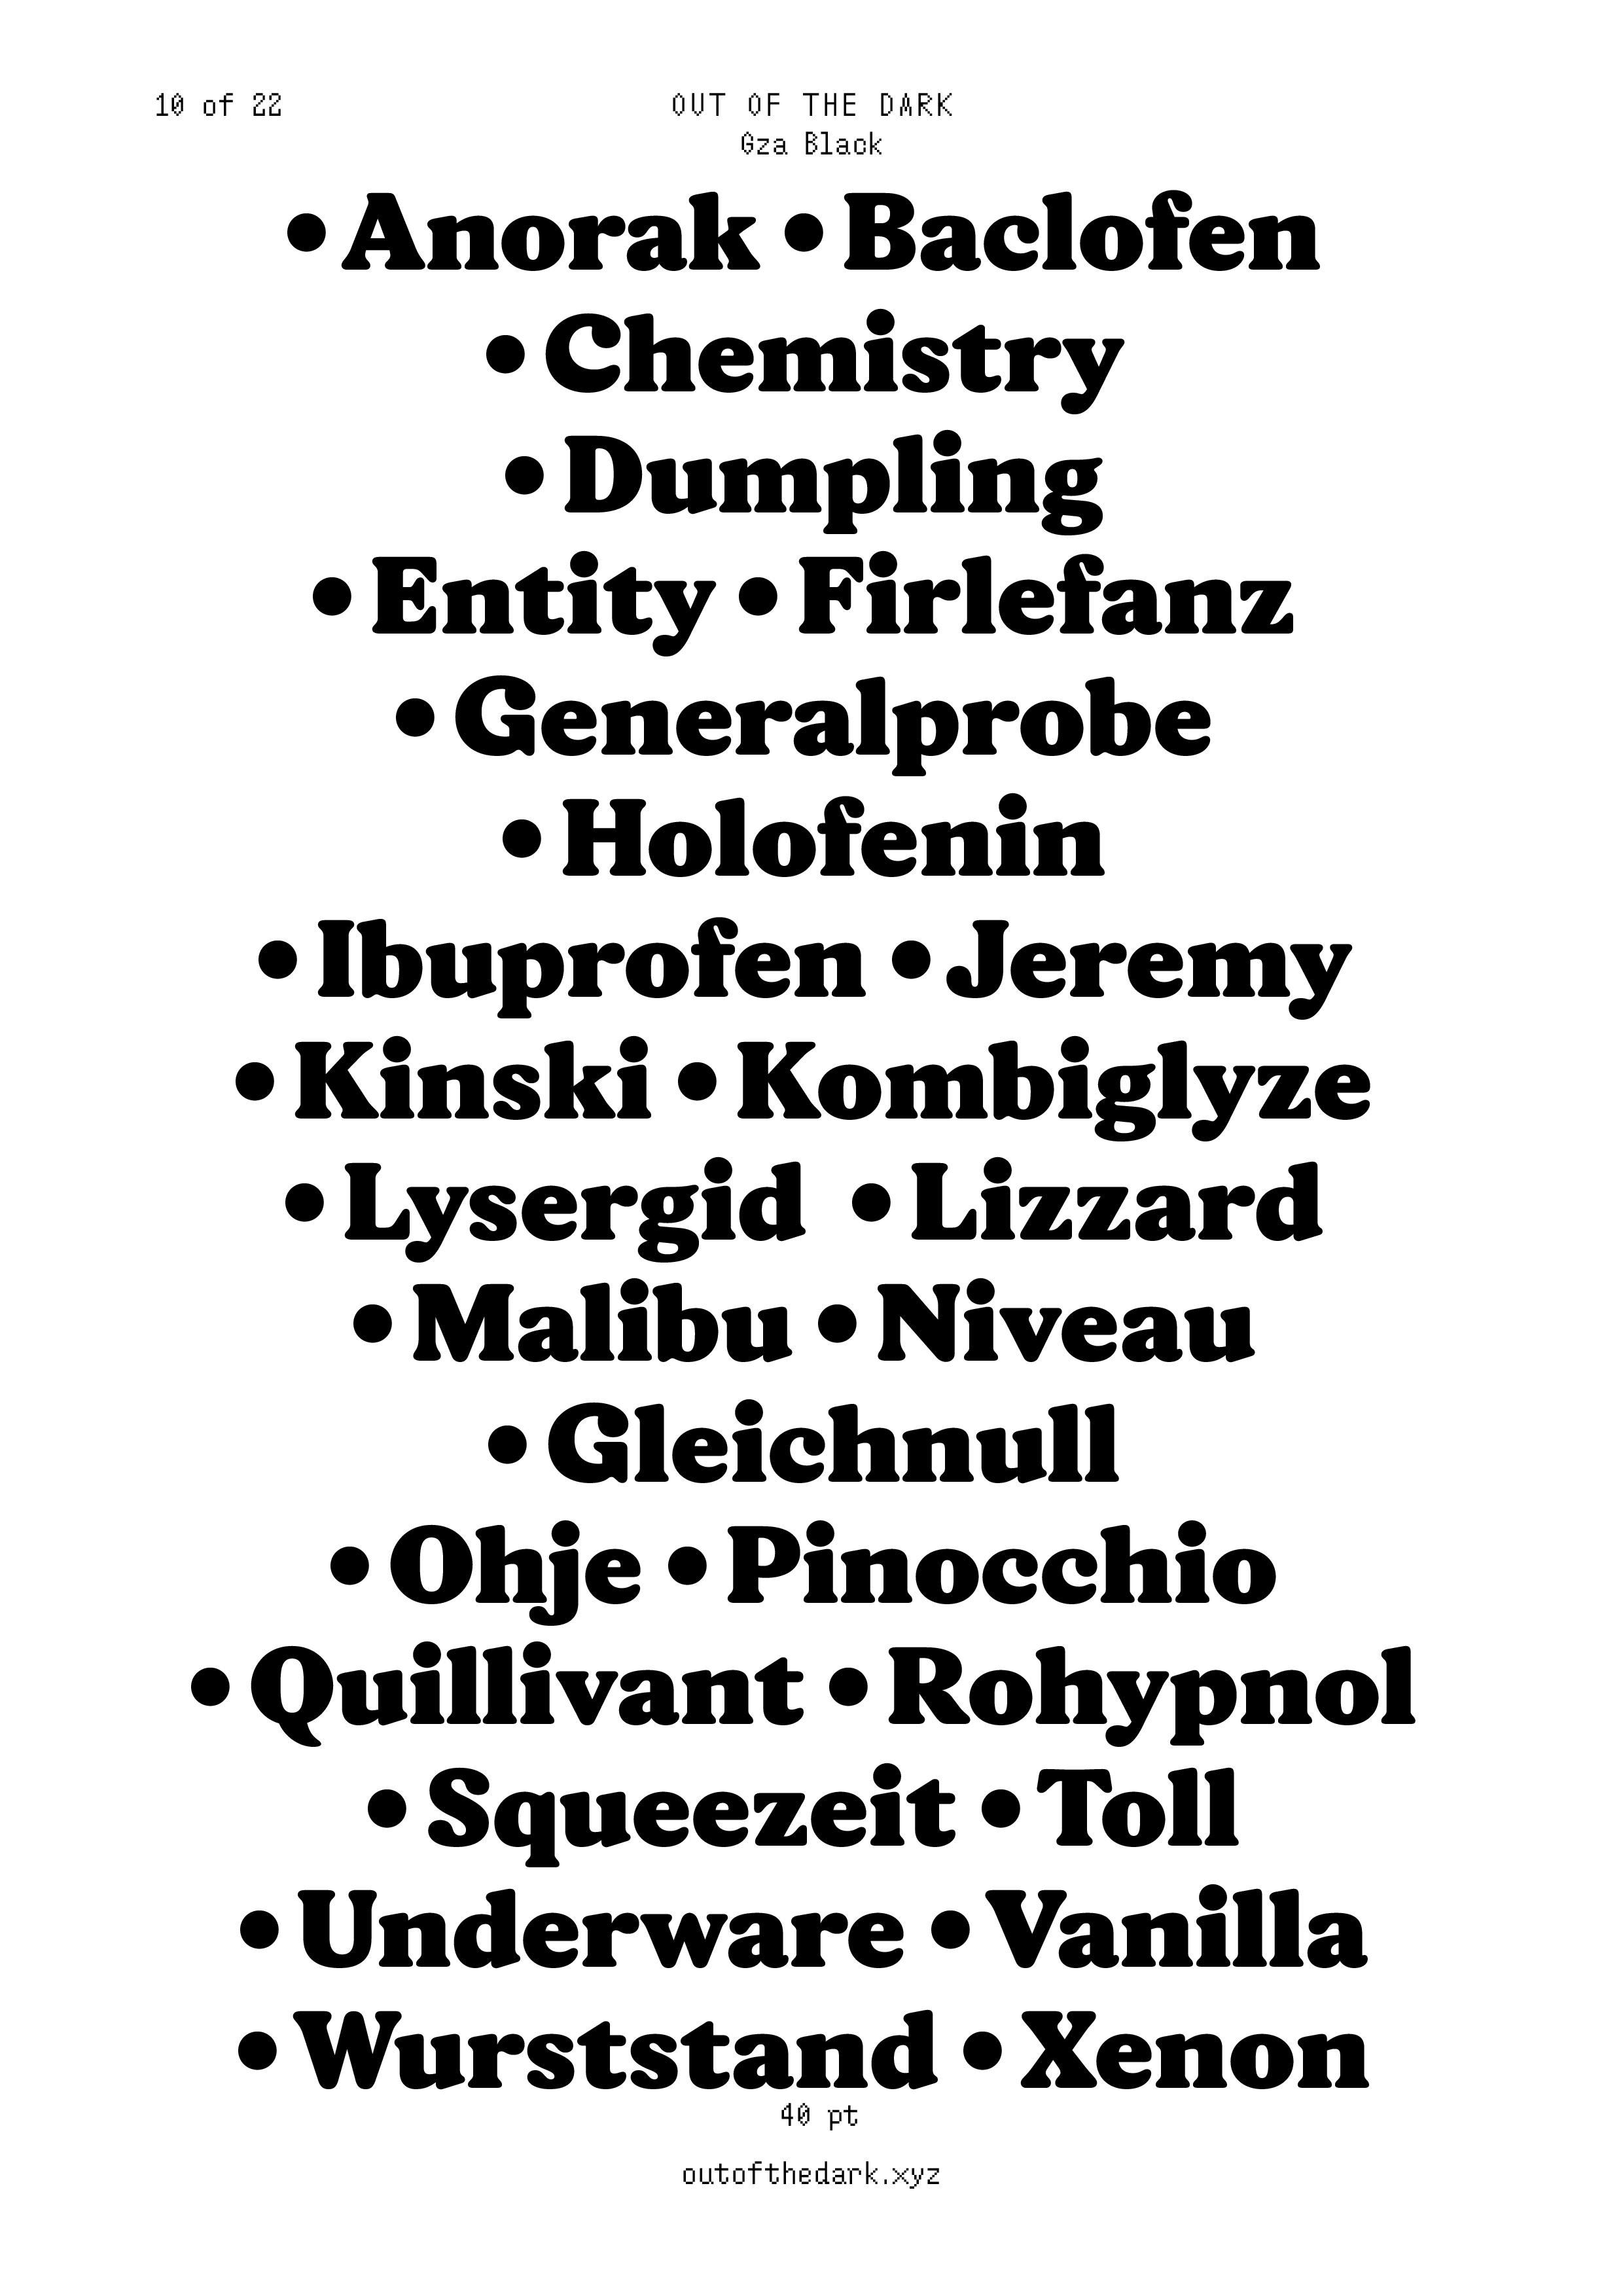 10 of 22
OUT OF THE DARK
Gza Black
•Anorak •Baclofen
•Chemistry
•Dumpling
•Entity •Firlefanz
•Generalprobe
•Holofenin
•Ibuprofen •Jeremy
•Kinski •Kombiglyze
•Lysergid •Lizzard
•Malibu •Niveau
•Gleichnull
•Ohje •Pinocchio
•Quillivant •Rohypnol
•Squeezeit •Toll
•Underware •Vanilla
•Wurststand •Xenon
40 pt
outofthedark.xyz